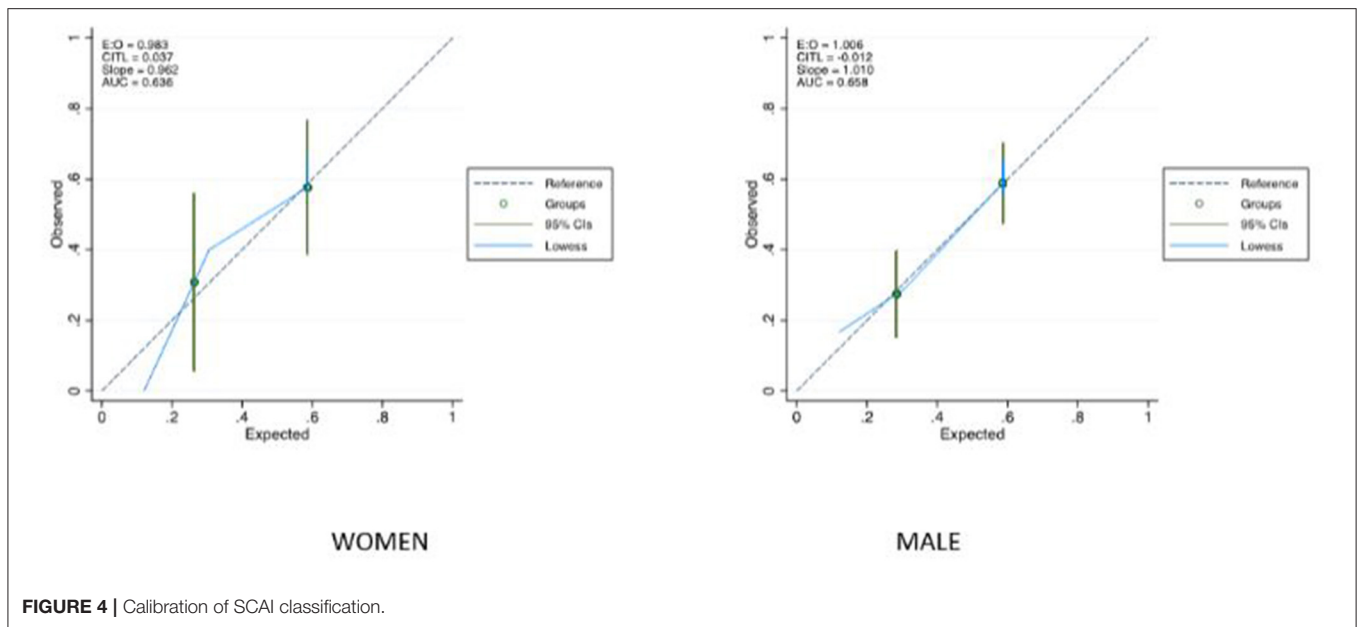 E:O = 0.983
CITL = 0.037
Slope = 0.962
AUC = 0.636
1
.8
.6
.4
.2
0
Observed
0 .2 .4 .6 .8 1
Expected
Reference
Groups
95% CIs
Lowess
WOMEN
E:O = 1.006
CITL = -0.012
Slope = 1.010
AUC = 0.658
1
.8
.6
.4
.2
0
Observed
0 .2 .4 .6 .8 1
Expected
Reference
Groups
95% CIs
Lowess
MALE
FIGURE 4 | Calibration of SCAI classification.